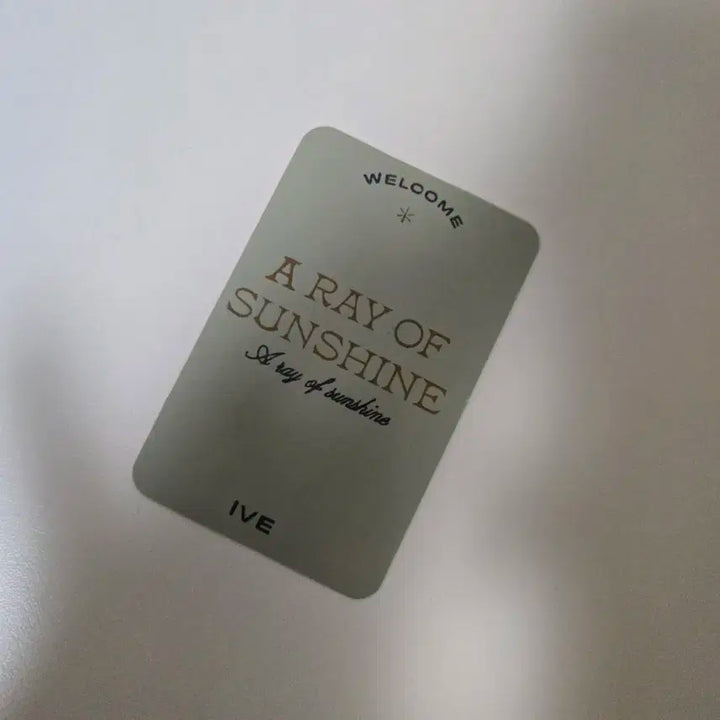 WELCOME
A RAY OF
SUNSHINE
A ray of sunshine
IVE